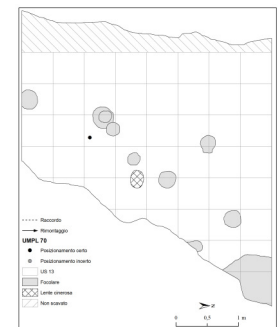 Raccordo
Rimontaggio
UMPL 70
Posizionamento certo
Posizionamento incerto
US 13
Focolare
Lente cinerosa
Non scavato
N
0 0,5 1 m